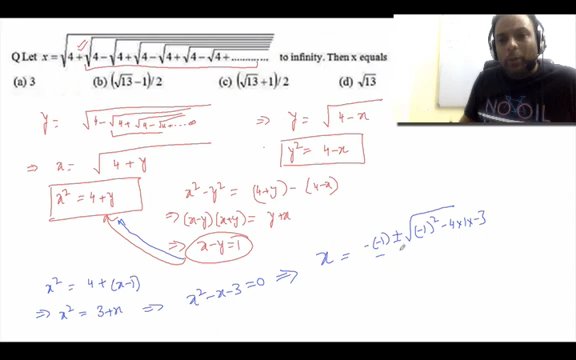 Q Let x = √4 + √4 − √4 + √4 − √4 + √4 − √4 + ............ to infinity. Then x equals
(a) 3 (b) (√13 − 1) / 2 (c) (√13 + 1) / 2 (d) √13
NO OIL
y = √4 − √4 + √4 − √x + .... ∞ ⇒ y = √4 − x
⇒ x = √4 + y
y² = 4 − x
x² = 4 + y
x² − y² = (4+y) − (4−x)
⇒ (x−y)(x+y) = y + x
⇒ x − y = 1
x² = 4 + (x−1)
⇒ x² = 3 + x ⇒ x² − x − 3 = 0 ⇒ x = −(−1) ± √(−1)² − 4×1×−3